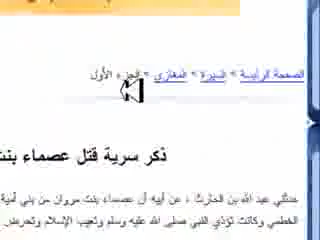 الصفحة الرئيسة > السيرة > المغازي > الجزء الأول
ذكر سرية قتل عصماء بنت
حدثني عبد الله بن الحارث ، عن أبيه أن عصماء بنت مروان من بني أمية
الخطمي وكانت تؤذي النبي صلى الله عليه وسلم وتعيب الإسلام وتحرض